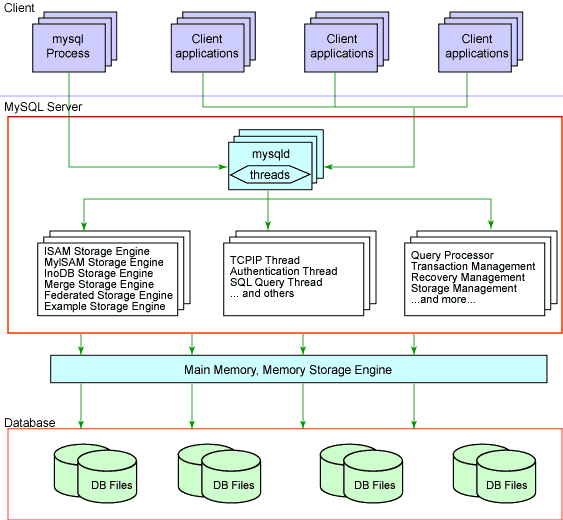 Client
mysql
Process
Client
applications
Client
applications
Client
applications
MySQL Server
mysqld
threads
ISAM Storage Engine
MyISAM Storage Engine
InoDB Storage Engine
Merge Storage Engine
Federated Storage Engine
Example Storage Engine
TCPIP Thread
Authentication Thread
SQL Query Thread
... and others
Query Processor
Transaction Management
Recovery Management
Storage Management
...and more...
Main Memory, Memory Storage Engine
Database
DB Files
DB Files
DB Files
DB Files